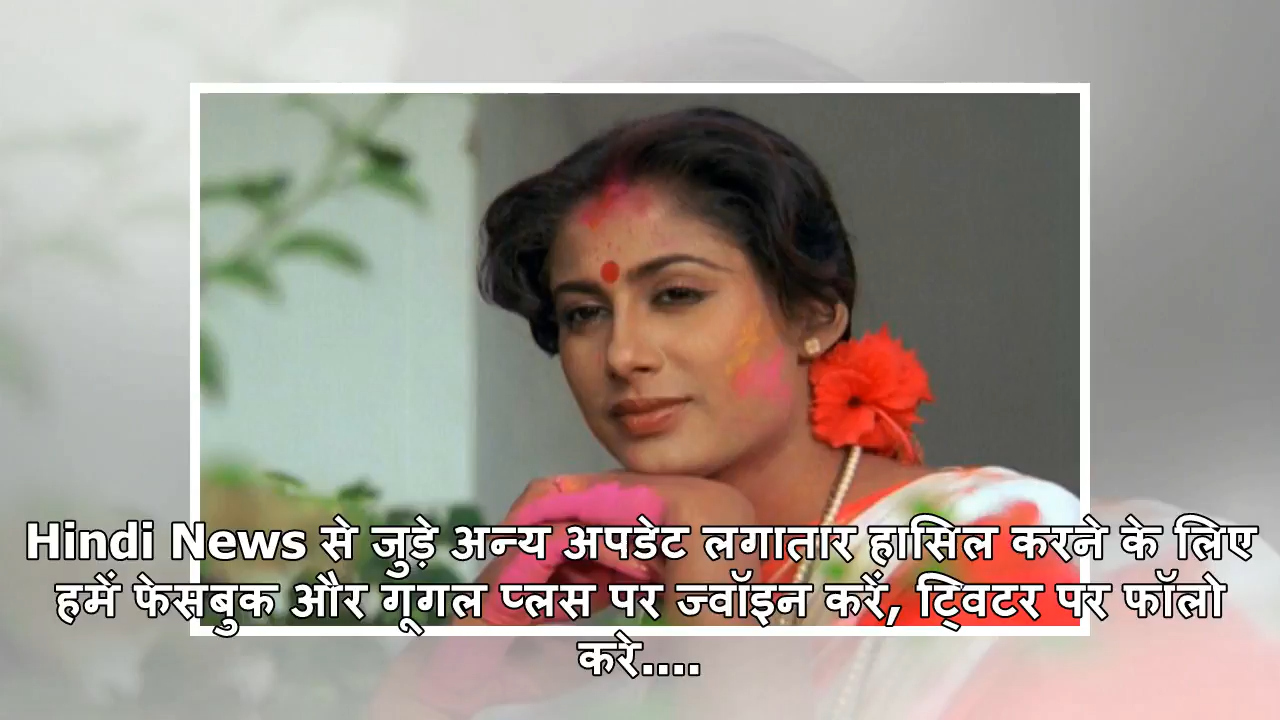 Hindi News से जुड़े अन्य अपडेट लगातार हासिल करने के लिए
हमें फेसबुक और गूगल प्लस पर ज्वॉइन करें, ट्विटर पर फॉलो
करे....